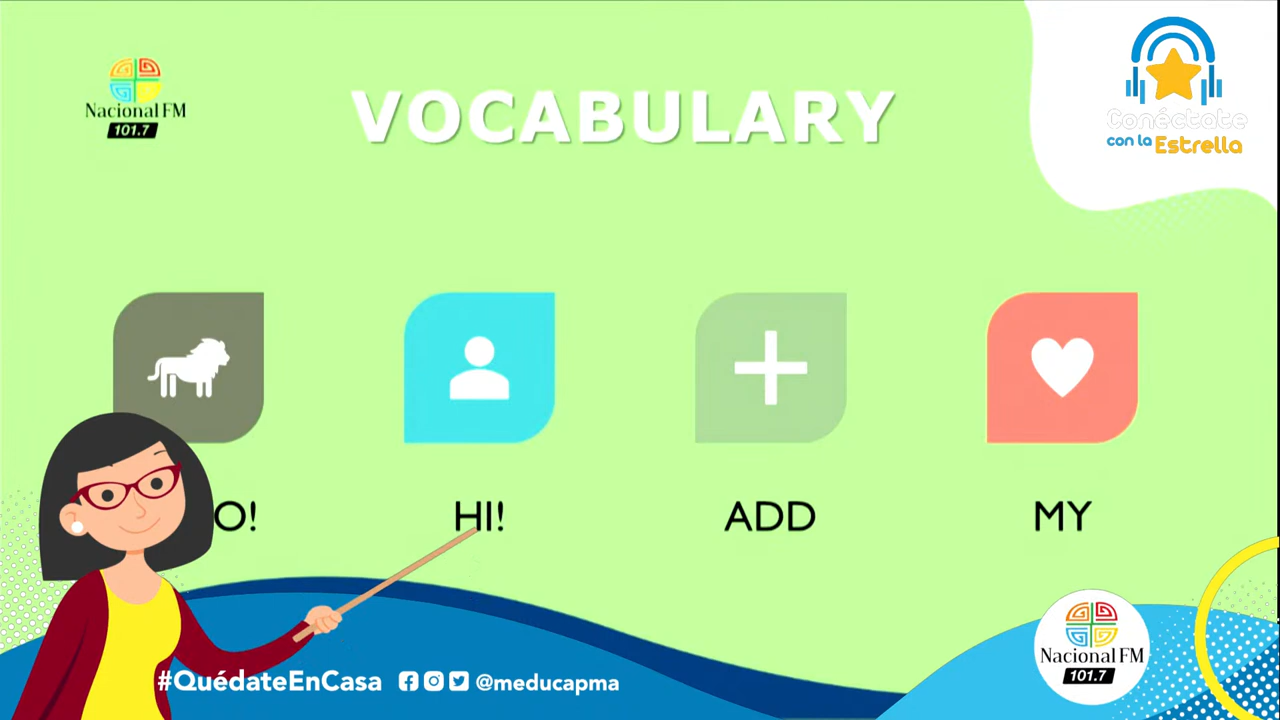 Nacional FM
101.7
VOCABULARY
Conéctate
con la Estrella
O!
HI!
ADD
MY
#QuédateEnCasa
@meducapma
Nacional FM
101.7